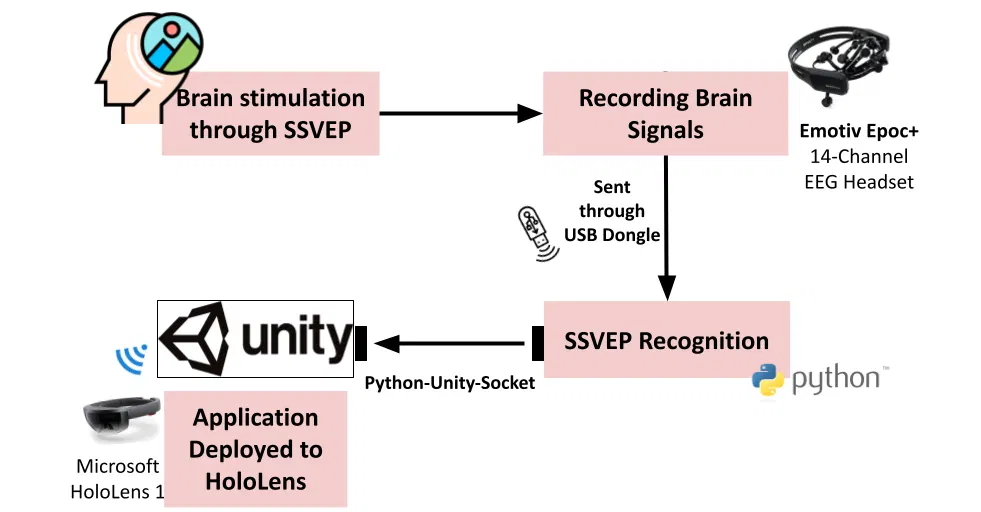 Brain stimulation
through SSVEP
Recording Brain
Signals
Emotiv Epoc+
14-Channel
EEG Headset
Sent
through
USB Dongle
unity
SSVEP Recognition
Python-Unity-Socket
python™
Application
Deployed to
HoloLens
Microsoft
HoloLens 1